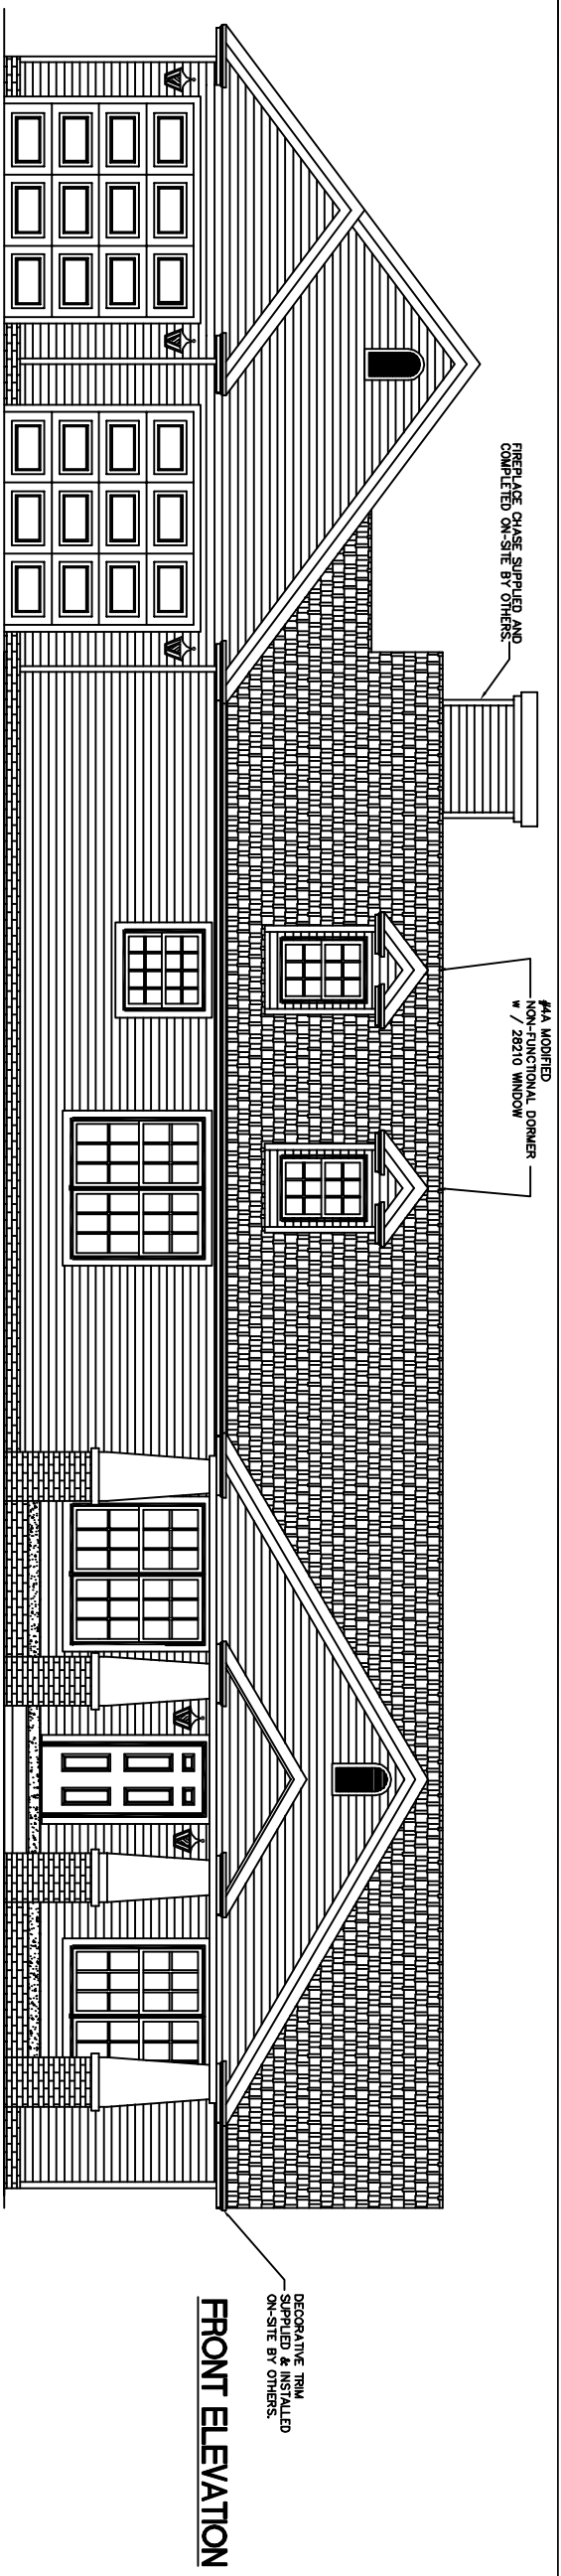 FIREPLACE CHASE SUPPLIED AND
COMPLETED ON-SITE BY OTHERS.
#4A MODIFIED
NON-FUNCTIONAL DORMER
w / 28210 WINDOW
DECORATIVE TRIM
SUPPLIED & INSTALLED
ON-SITE BY OTHERS.
FRONT ELEVATION